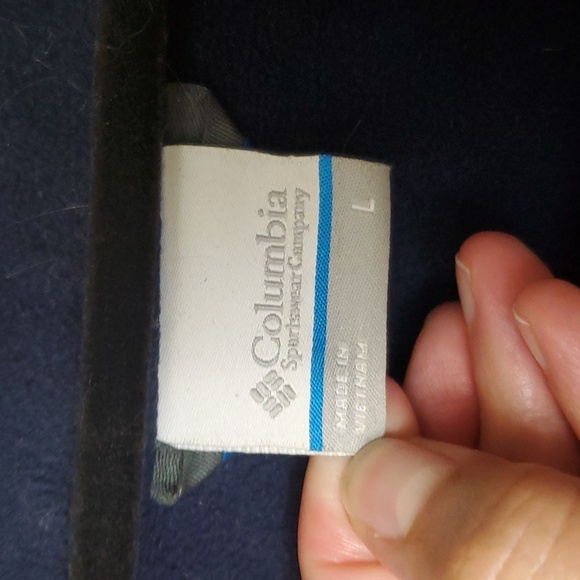 Columbia
Sportswear Company
MADE IN
VIETNAM
L